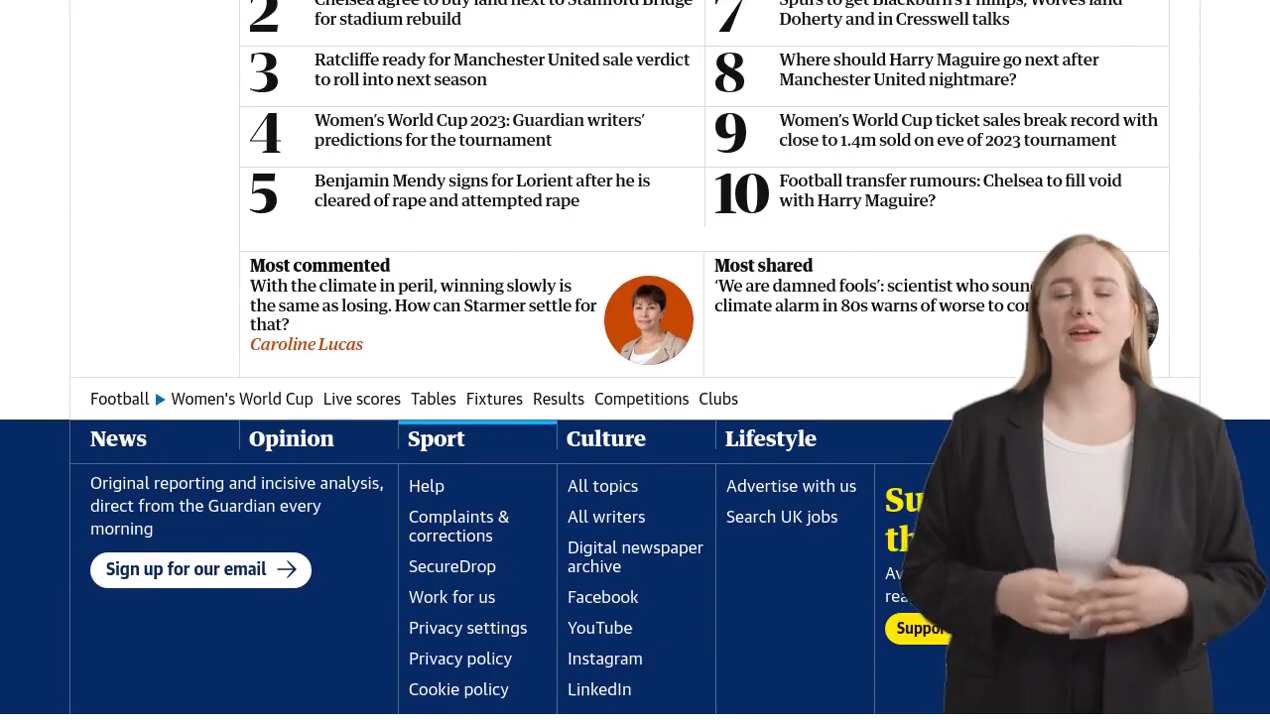 2
Chelsea agree to buy land next to Stamford Bridge
for stadium rebuild
7
Spurs to get Blackburn's Phillips, Wolves land
Doherty and in Cresswell talks
3
Ratcliffe ready for Manchester United sale verdict
to roll into next season
8
Where should Harry Maguire go next after
Manchester United nightmare?
4
Women's World Cup 2023: Guardian writers'
predictions for the tournament
9
Women's World Cup ticket sales break record with
close to 1.4m sold on eve of 2023 tournament
5
Benjamin Mendy signs for Lorient after he is
cleared of rape and attempted rape
10
Football transfer rumours: Chelsea to fill void
with Harry Maguire?
Most commented
With the climate in peril, winning slowly is
the same as losing. How can Starmer settle for
that?
Caroline Lucas
Most shared
'We are damned fools': scientist who
climate alarm in 80s warns of worse to
Football Women's World Cup Live scores Tables Fixtures Results Competitions Clubs
News Opinion Sport Culture Lifestyle
Original reporting and incisive analysis,
direct from the Guardian every
morning
Sign up for our email
Help
Complaints &
corrections
SecureDrop
Work for us
Privacy settings
Privacy policy
Cookie policy
All topics
All writers
Digital newspaper
archive
Facebook
YouTube
Instagram
LinkedIn
Advertise with us
Search UK jobs